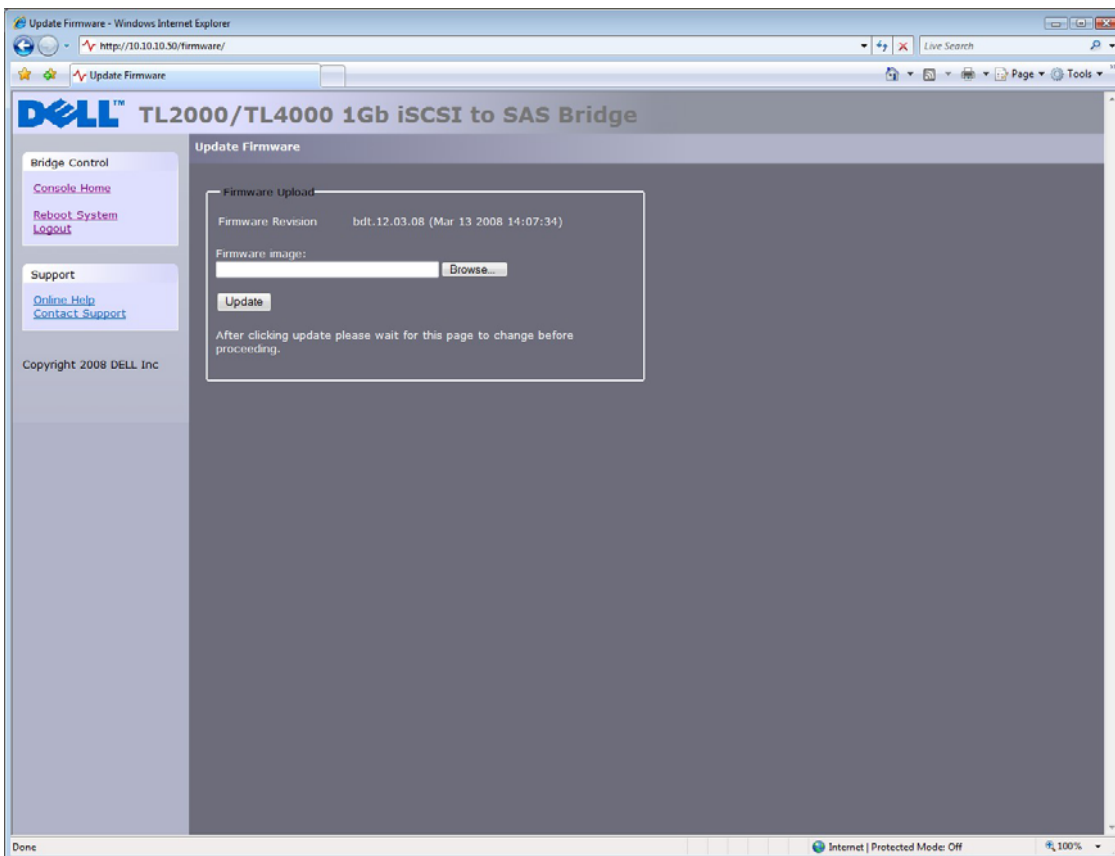 Update Firmware - Windows Internet Explorer
http://10.10.10.50/firmware/
Live Search
Update Firmware
Page
Tools
DELL™ TL2000/TL4000 1Gb iSCSI to SAS Bridge
Update Firmware
Bridge Control
Console Home
Reboot System
Logout
Support
Online Help
Contact Support
Copyright 2008 DELL Inc
Firmware Upload
Firmware Revision bdt.12.03.08 (Mar 13 2008 14:07:34)
Firmware image:
Browse...
Update
After clicking update please wait for this page to change before
proceeding.
Done
Internet | Protected Mode: Off
100%